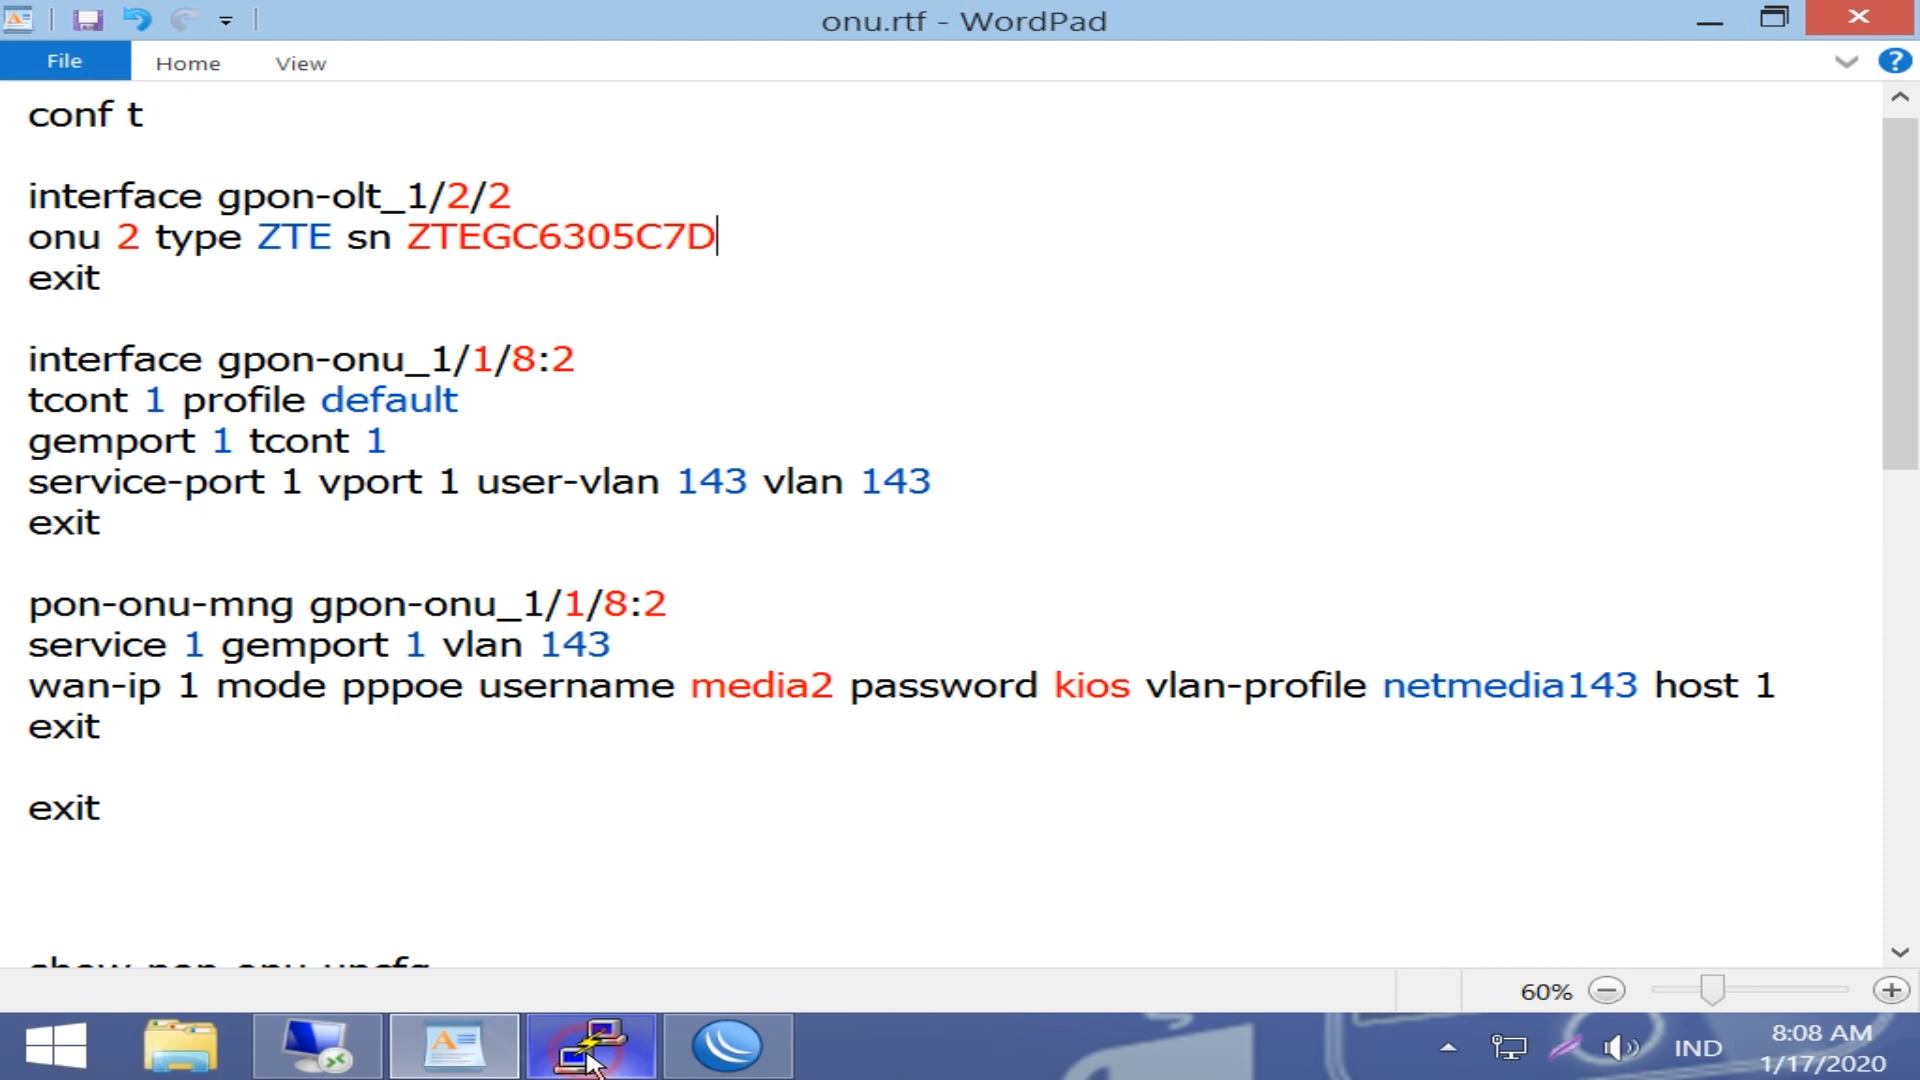 onu.rtf - WordPad
File
Home
View
conf t
interface gpon-olt_1/2/2
onu 2 type ZTE sn ZTEGC6305C7D
exit
interface gpon-onu_1/1/8:2
tcont 1 profile default
gemport 1 tcont 1
service-port 1 vport 1 user-vlan 143 vlan 143
exit
pon-onu-mng gpon-onu_1/1/8:2
service 1 gemport 1 vlan 143
wan-ip 1 mode pppoe username media2 password kios vlan-profile netmedia143 host 1
exit
exit
60%
IND
8:08 AM
1/17/2020